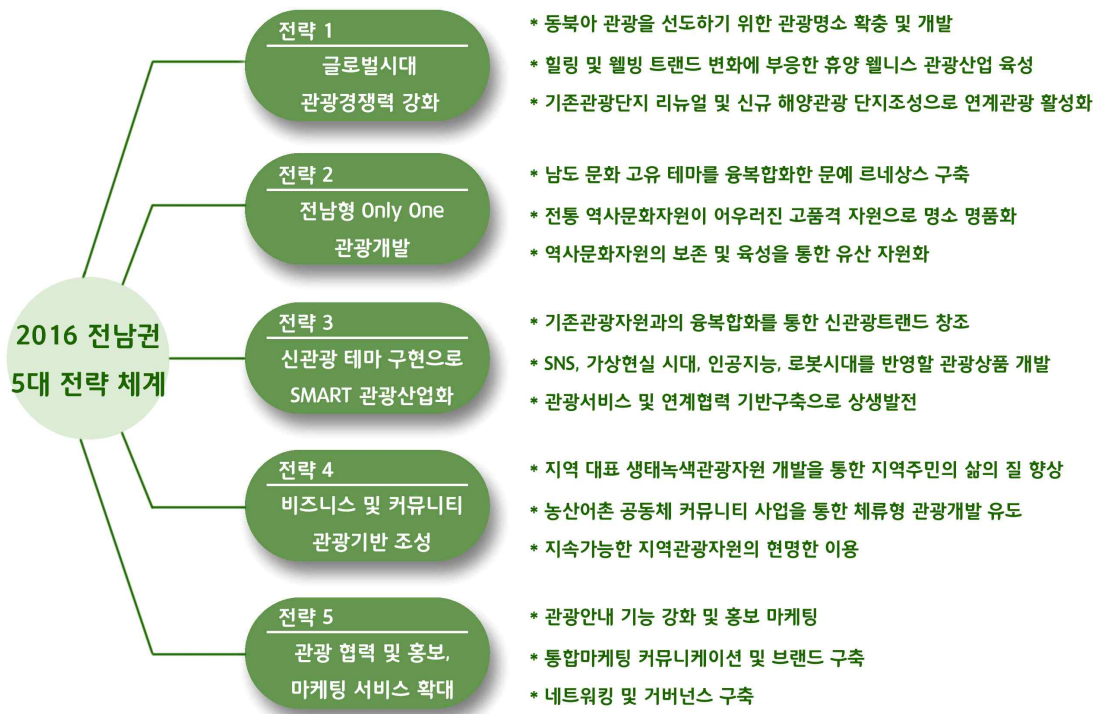 2016 전남권
5대 전략 체계
전략 1
글로벌시대
관광경쟁력 강화
* 동북아 관광을 선도하기 위한 관광명소 확충 및 개발
* 힐링 및 웰빙 트랜드 변화에 부응한 휴양 웰니스 관광산업 육성
* 기존관광단지 리뉴얼 및 신규 해양관광 단지조성으로 연계관광 활성화
전략 2
전남형 Only One
관광개발
* 남도 문화 고유 테마를 융복합화한 문예 르네상스 구축
* 전통 역사문화자원이 어우러진 고품격 자원으로 명소 명품화
* 역사문화자원의 보존 및 육성을 통한 유산 자원화
전략 3
신관광 테마 구현으로
SMART 관광산업화
* 기존관광자원과의 융복합화를 통한 신관광트랜드 창조
* SNS, 가상현실 시대, 인공지능, 로봇시대를 반영할 관광상품 개발
* 관광서비스 및 연계협력 기반구축으로 상생발전
전략 4
비즈니스 및 커뮤니티
관광기반 조성
* 지역 대표 생태녹색관광자원 개발을 통한 지역주민의 삶의 질 향상
* 농산어촌 공동체 커뮤니티 사업을 통한 체류형 관광개발 유도
* 지속가능한 지역관광자원의 현명한 이용
전략 5
관광 협력 및 홍보,
마케팅 서비스 확대
* 관광안내 기능 강화 및 홍보 마케팅
* 통합마케팅 커뮤니케이션 및 브랜드 구축
* 네트워킹 및 거버넌스 구축